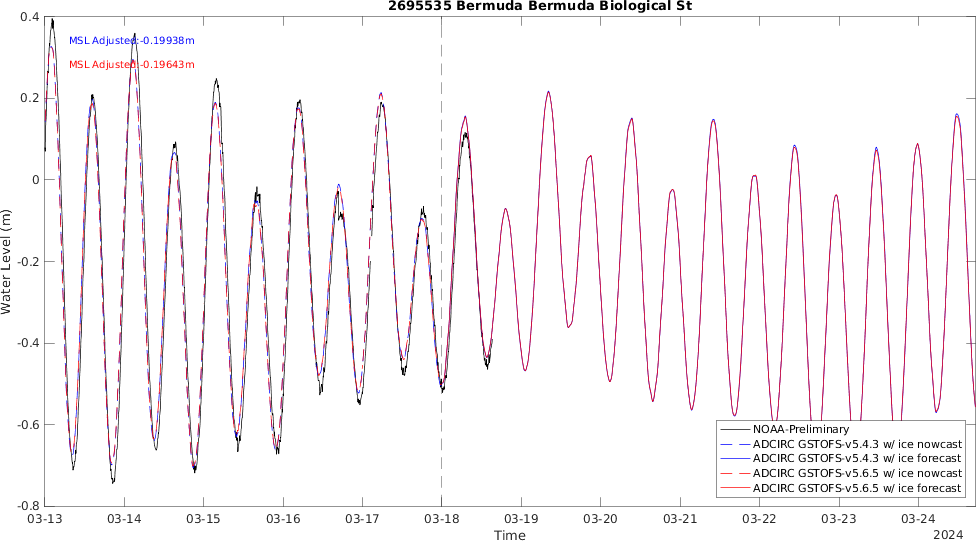 2695535 Bermuda Bermuda Biological St
MSL Adjusted:-0.19938m
MSL Adjusted:-0.19643m
Water Level (m)
0.4
0.2
0
-0.2
-0.4
-0.6
-0.8
NOAA-Preliminary
ADCIRC GSTOFS-v5.4.3 w/ ice nowcast
ADCIRC GSTOFS-v5.4.3 w/ ice forecast
ADCIRC GSTOFS-v5.6.5 w/ ice nowcast
ADCIRC GSTOFS-v5.6.5 w/ ice forecast
03-13 03-14 03-15 03-16 03-17 03-18 03-19 03-20 03-21 03-22 03-23 03-24
Time
2024